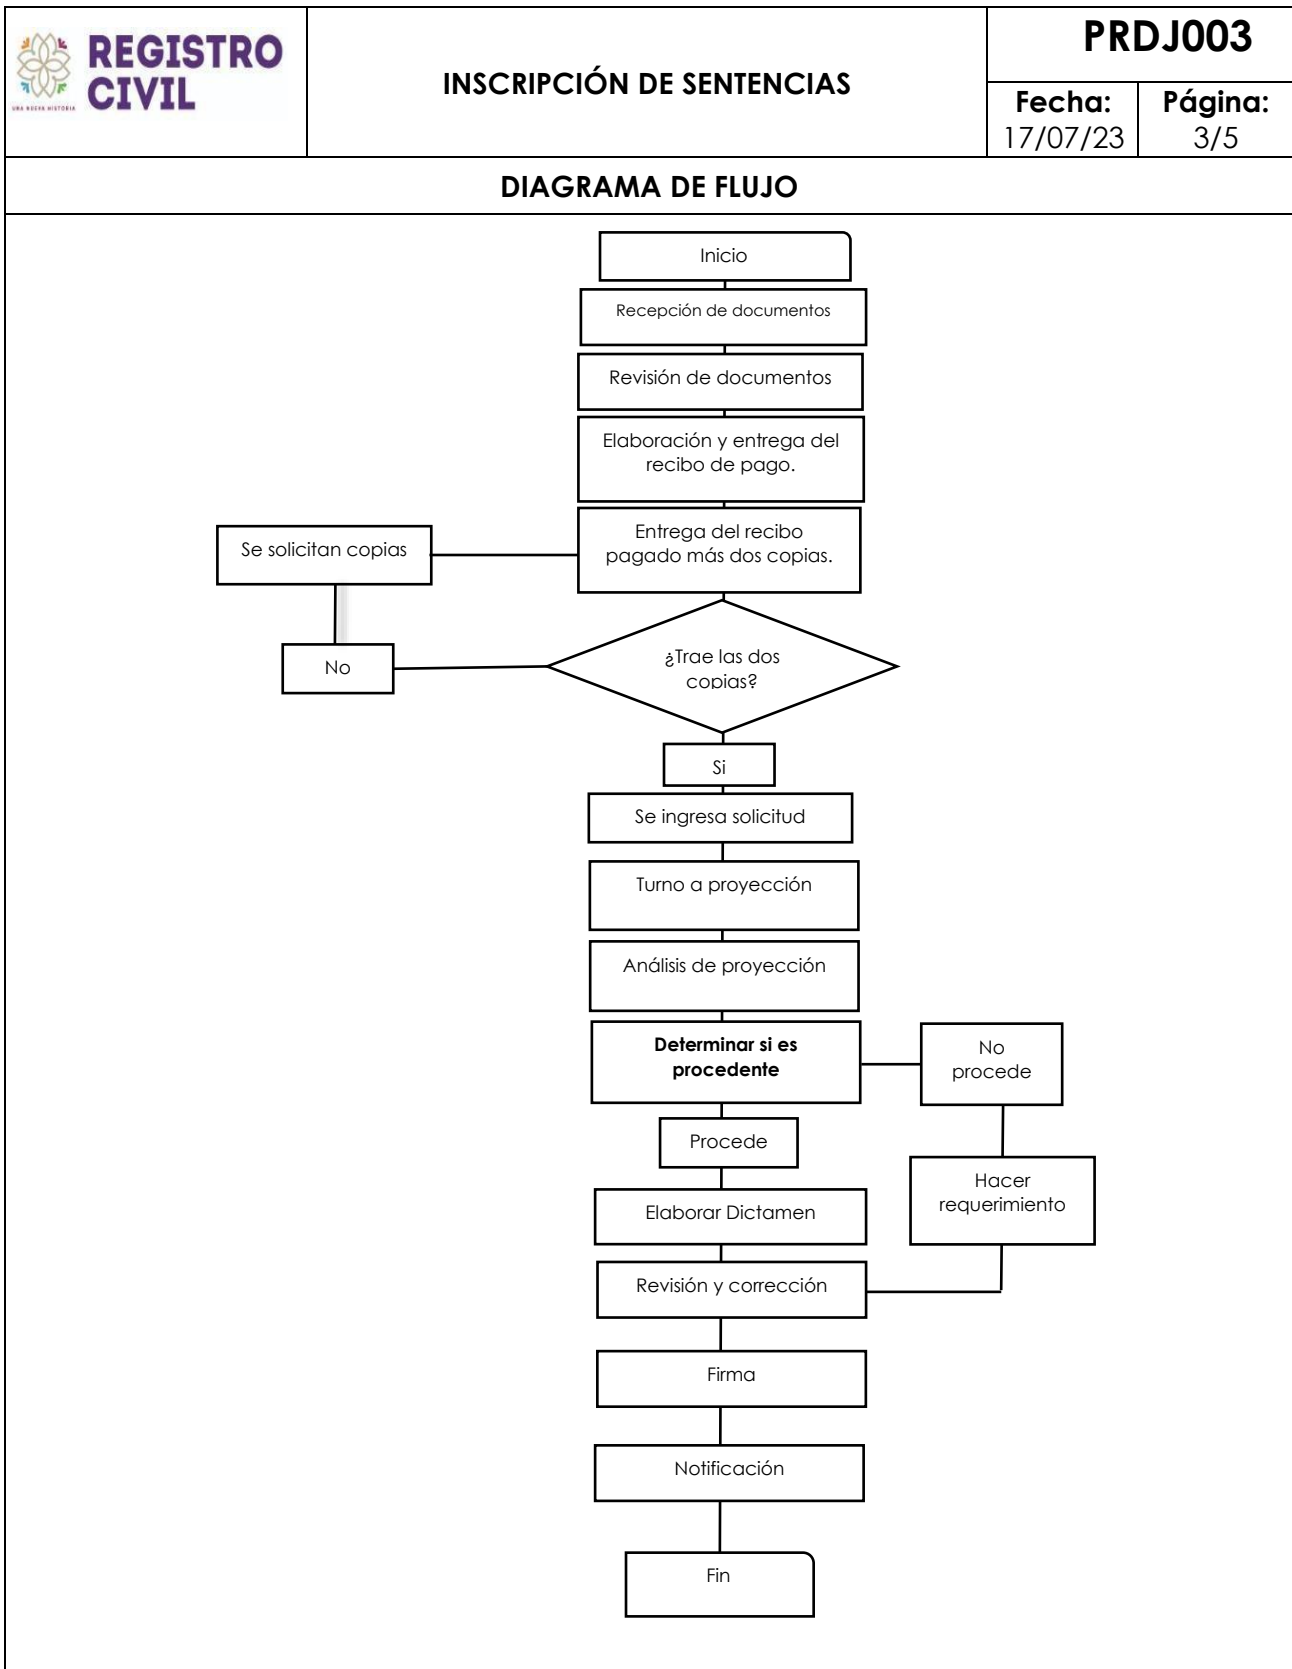 REGISTRO
CIVIL
UNA NUEVA HISTORIA
INSCRIPCIÓN DE SENTENCIAS
PRDJ003
Fecha:
17/07/23
Página:
3/5
DIAGRAMA DE FLUJO
Inicio
Recepción de documentos
Revisión de documentos
Elaboración y entrega del
recibo de pago.
Entrega del recibo
pagado más dos copias.
Se solicitan copias
No
¿Trae las dos
copias?
Si
Se ingresa solicitud
Turno a proyección
Análisis de proyección
Determinar si es
procedente
No
procede
Procede
Hacer
requerimiento
Elaborar Dictamen
Revisión y corrección
Firma
Notificación
Fin